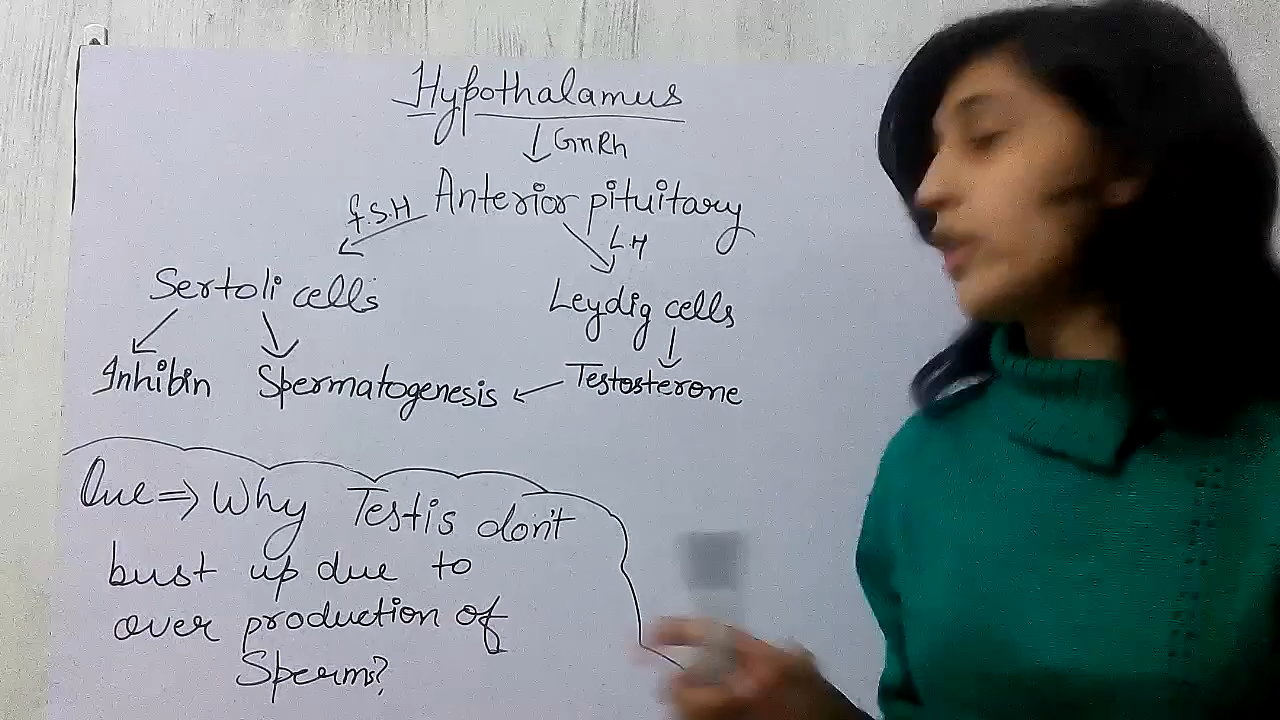 Hypothalamus
GnRh
Anterior pituitary
f.S.H
LH
Sertoli cells
Leydig cells
Inhibin Spermatogenesis Testosterone
Que => Why Testis don't
bust up due to
over production of
Sperms?